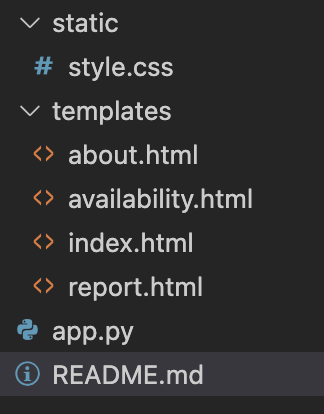 static
style.css
templates
about.html
availability.html
index.html
report.html
app.py
README.md